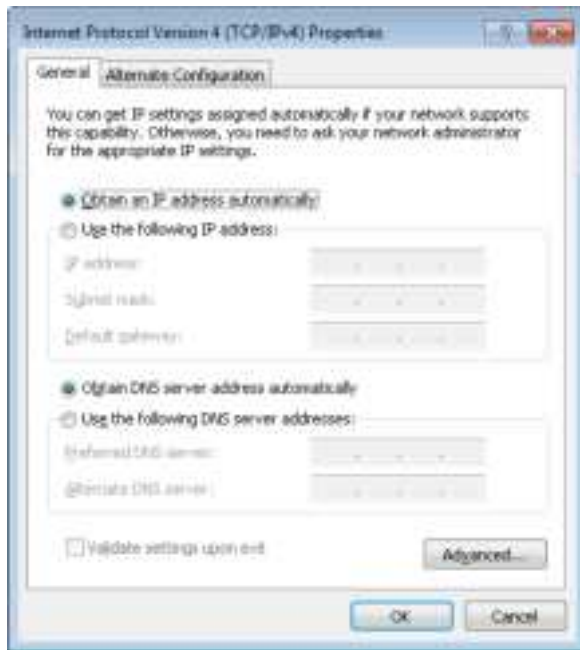 Internet Protocol Version 4 (TCP/IPv4) Properties
General
Alternate Configuration
You can get IP settings assigned automatically if your network supports
this capability. Otherwise, you need to ask your network administrator
for the appropriate IP settings.
Obtain an IP address automatically
Use the following IP address:
IP address:
Subnet mask:
Default gateway:
Obtain DNS server address automatically
Use the following DNS server addresses:
Preferred DNS server:
Alternate DNS server:
Validate settings upon exit
Advanced...
OK
Cancel